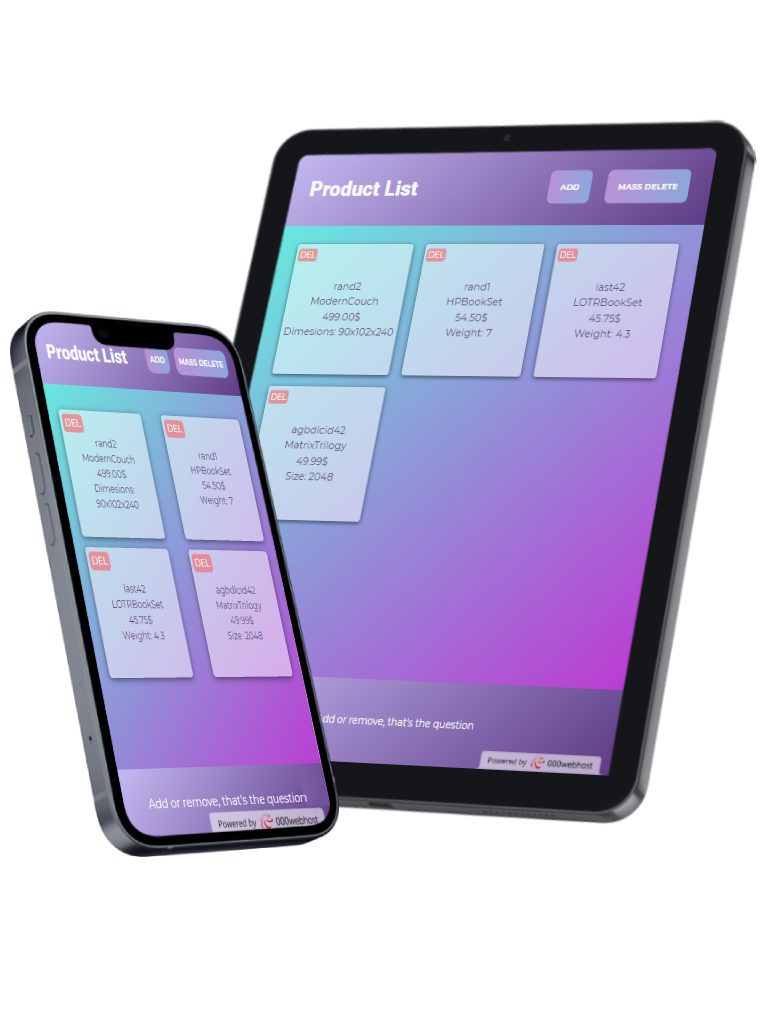 Product List
ADD
MASS DELETE
DEL
rand2
ModernCouch
499.00$
Dimesions: 90x102x240
DEL
rand1
HPBookSet
54.50$
Weight: 7
DEL
last42
LOTRBookSet
45.75$
Weight: 4.3
DEL
agbdlcid42
MatrixTrilogy
49.99$
Size: 2048
dd or remove, that's the question
Powered by 000webhost
Product List
ADD
MASS DELETE
DEL
rand2
ModernCouch
499.00$
Dimesions:
90x102x240
DEL
rand1
HPBookSet
54.50$
Weight: 7
DEL
last42
LOTRBookSet
45.75$
Weight: 4.3
DEL
agbdlcid42
MatrixTrilogy
49.99$
Size: 2048
Add or remove, that's the question
Powered by 000webhost